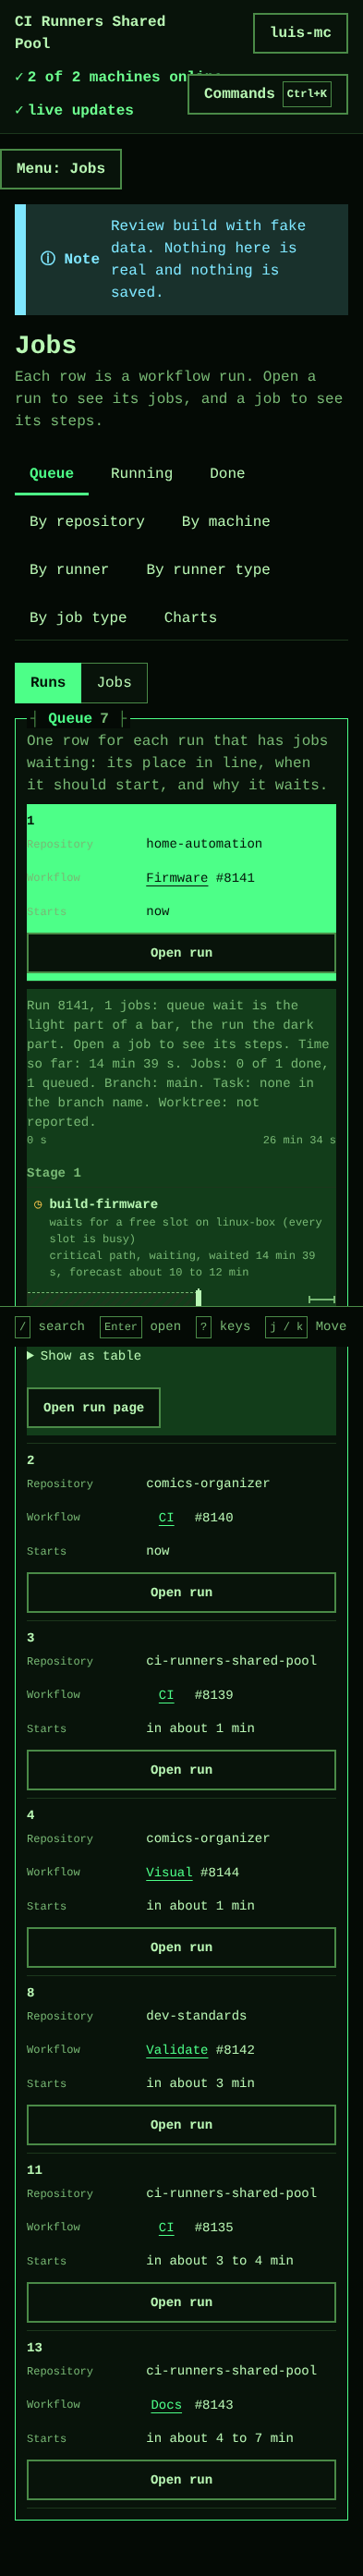 CI Runners Shared
Pool
luis-mc
✓ 2 of 2 machines
✓ live updates
Commands Ctrl+K
Menu: Jobs
ⓘ Note
Review build with fake
data. Nothing here is
real and nothing is
saved.
Jobs
Each row is a workflow run. Open a
run to see its jobs, and a job to see
its steps.
Queue Running Done
By repository By machine
By runner By runner type
By job type Charts
Runs Jobs
Queue 7
One row for each run that has jobs
waiting: its place in line, when
it should start, and why it waits.
1
Repository home-automation
Workflow Firmware #8141
Starts now
Open run
Run 8141, 1 jobs: queue wait is the
light part of a bar, the run the dark
part. Open a job to see its steps. Time
so far: 14 min 39 s. Jobs: 0 of 1 done,
1 queued. Branch: main. Task: none in
the branch name. Worktree: not
reported.
0 s 26 min 34 s
Stage 1
◷ build-firmware
waits for a free slot on linux-box (every
slot is busy)
critical path, waiting, waited 14 min 39
s, forecast about 10 to 12 min
/ search Enter open ? keys j / k Move
▶ Show as table
Open run page
2
Repository comics-organizer
Workflow CI #8140
Starts now
Open run
3
Repository ci-runners-shared-pool
Workflow CI #8139
Starts in about 1 min
Open run
4
Repository comics-organizer
Workflow Visual #8144
Starts in about 1 min
Open run
8
Repository dev-standards
Workflow Validate #8142
Starts in about 3 min
Open run
11
Repository ci-runners-shared-pool
Workflow CI #8135
Starts in about 3 to 4 min
Open run
13
Repository ci-runners-shared-pool
Workflow Docs #8143
Starts in about 4 to 7 min
Open run